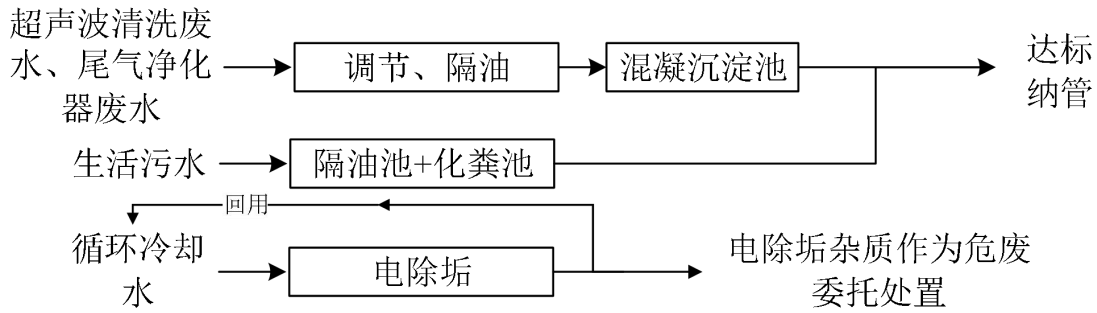 超声波清洗废
水、尾气净化
器废水
调节、隔油
混凝沉淀池
达标
纳管
生活污水
隔油池+化粪池
回用
循环冷却
水
电除垢
电除垢杂质作为危废
委托处置